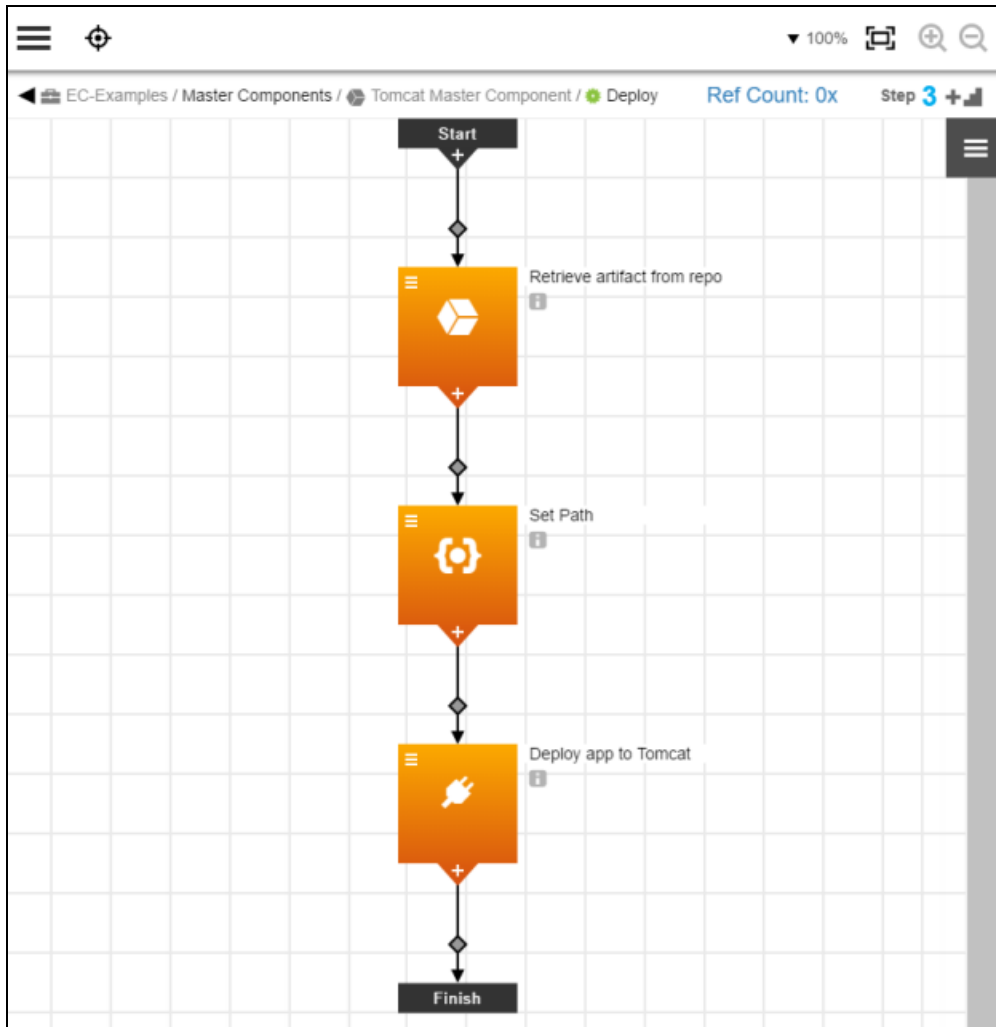 ▼ 100%
EC-Examples / Master Components / Tomcat Master Component / Deploy Ref Count: 0x Step 3 +
Start
+
Retrieve artifact from repo
+
Set Path
+
Deploy app to Tomcat
+
Finish